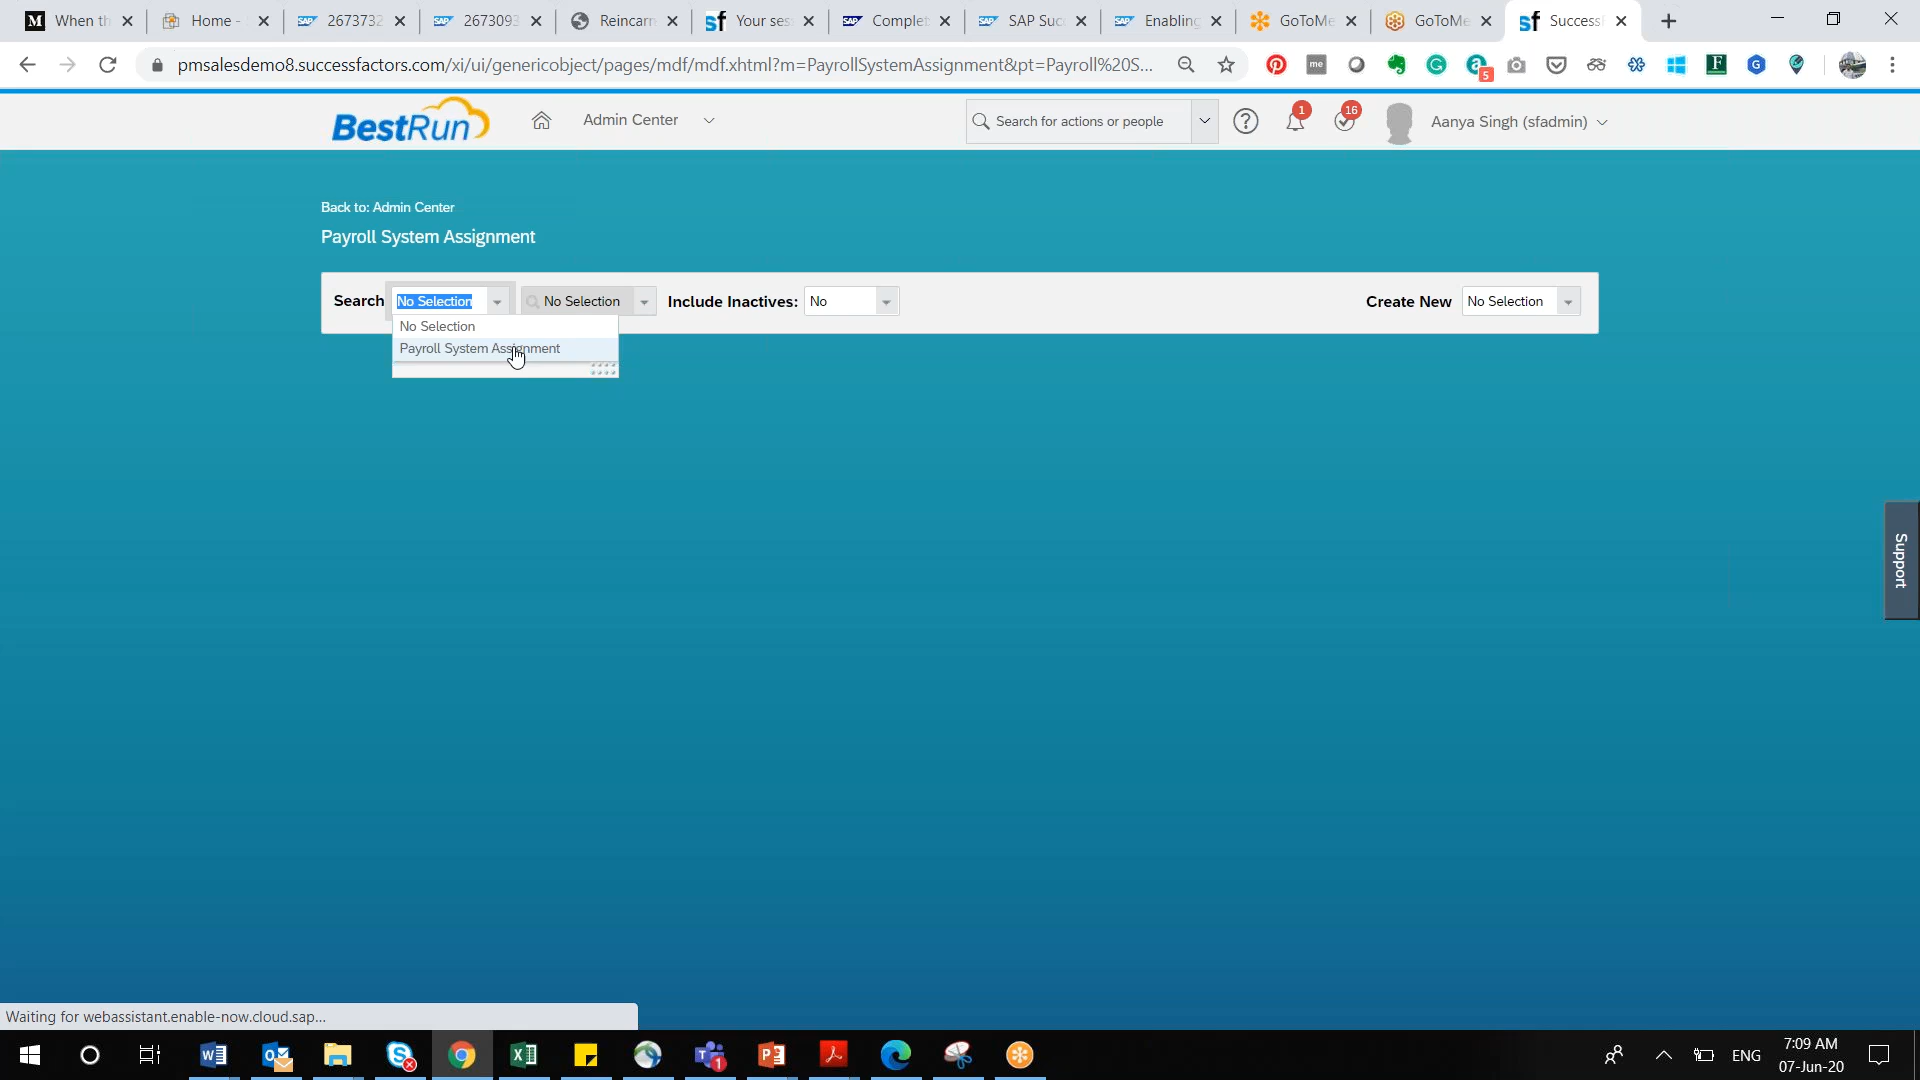 When th
Home -
2673732
2673093
Reincarn
Your ses
Complet
SAP Suc
Enabling
GoToMe
GoToMe
Success
pmsalesdemo8.successfactors.com/xi/ui/genericobject/pages/mdf/mdf.xhtml?m=PayrollSystemAssignment&pt=Payroll%20S...
BestRun
Admin Center
Search for actions or people
1
16
Aanya Singh (sfadmin)
Back to: Admin Center
Payroll System Assignment
Search No Selection No Selection Include Inactives: No Create New No Selection
No Selection
Payroll System Assignment
Support
Waiting for webassistant.enable-now.cloud.sap...
ENG
7:09 AM
07-Jun-20